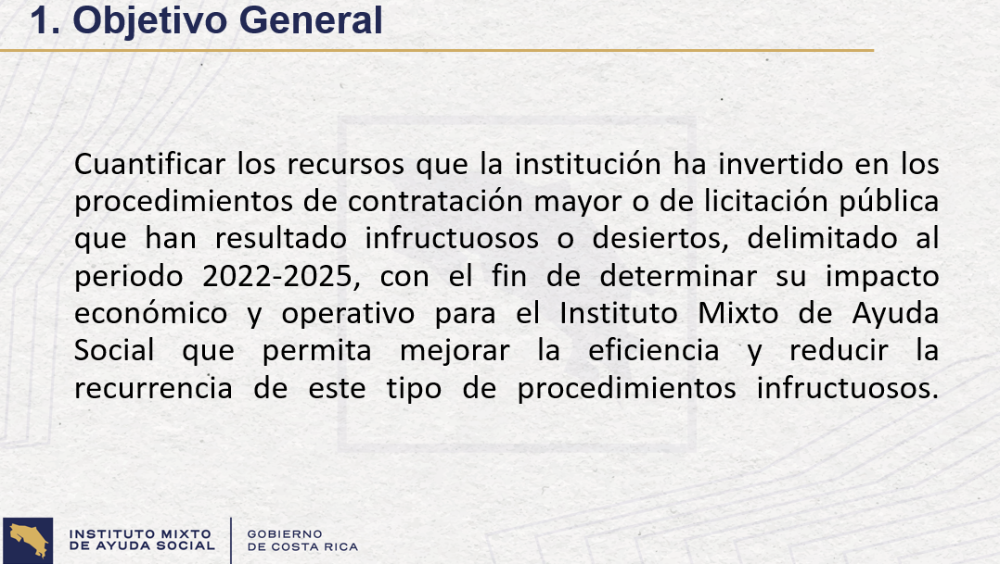 1. Objetivo General
Cuantificar los recursos que la institución ha invertido en los
procedimientos de contratación mayor o de licitación pública
que han resultado infructuosos o desiertos, delimitado al
periodo 2022-2025, con el fin de determinar su impacto
económico y operativo para el Instituto Mixto de Ayuda
Social que permita mejorar la eficiencia y reducir la
recurrencia de este tipo de procedimientos infructuosos.
INSTITUTO MIXTO
DE AYUDA SOCIAL
GOBIERNO
DE COSTA RICA